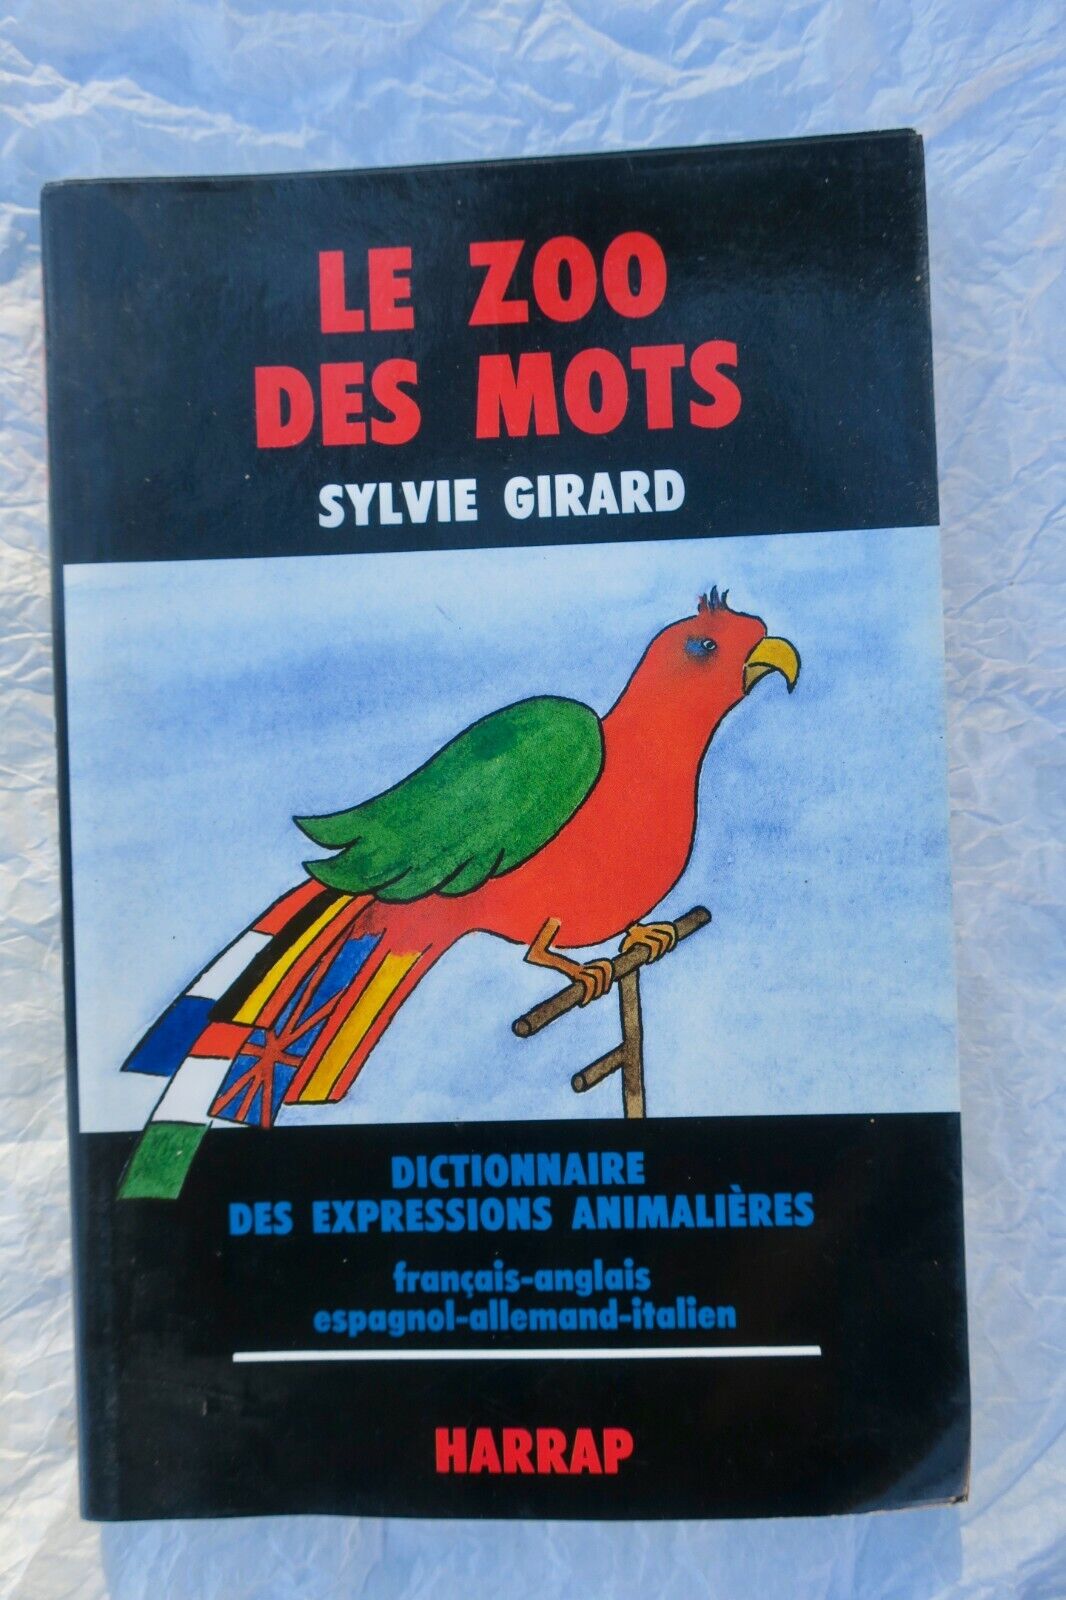 LE ZOO
DES MOTS
SYLVIE GIRARD
DICTIONNAIRE
DES EXPRESSIONS ANIMALIÈRES
français-anglais
espagnol-allemand-italien
HARRAP